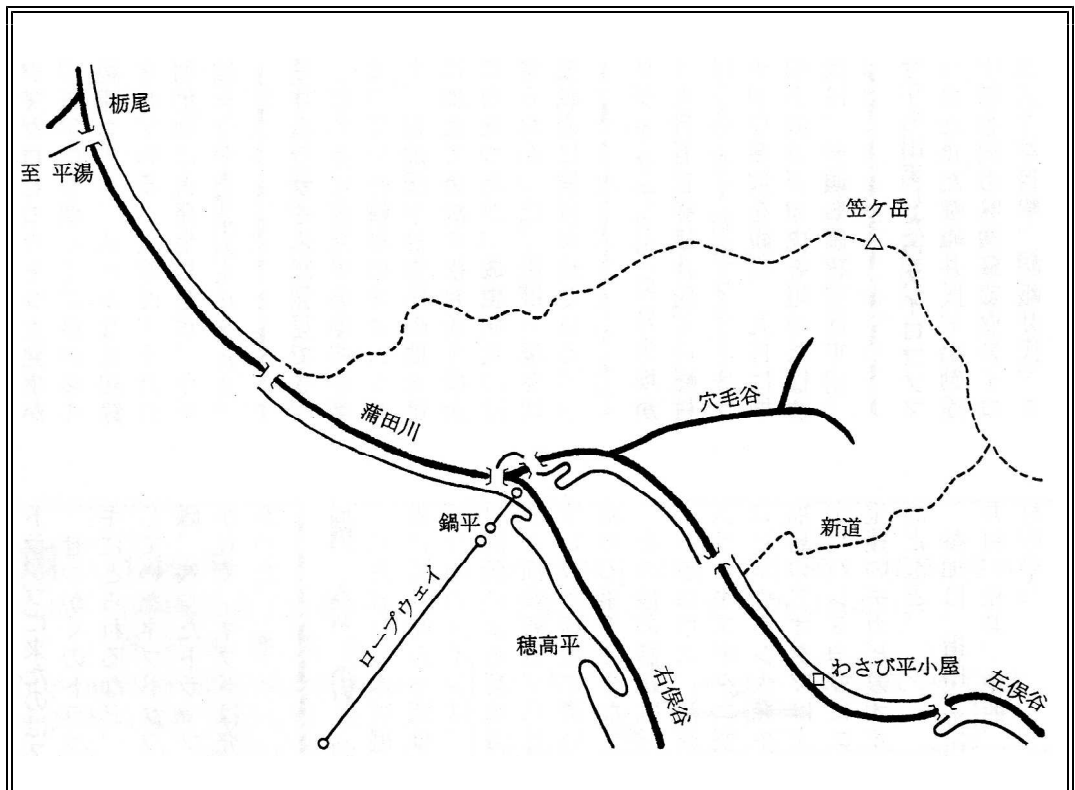 栃尾
至 平湯
笠ケ岳
穴毛谷
蒲田川
鍋平
新道
ロープウェイ
穂高平
右俣谷
わさび平小屋
左俣谷